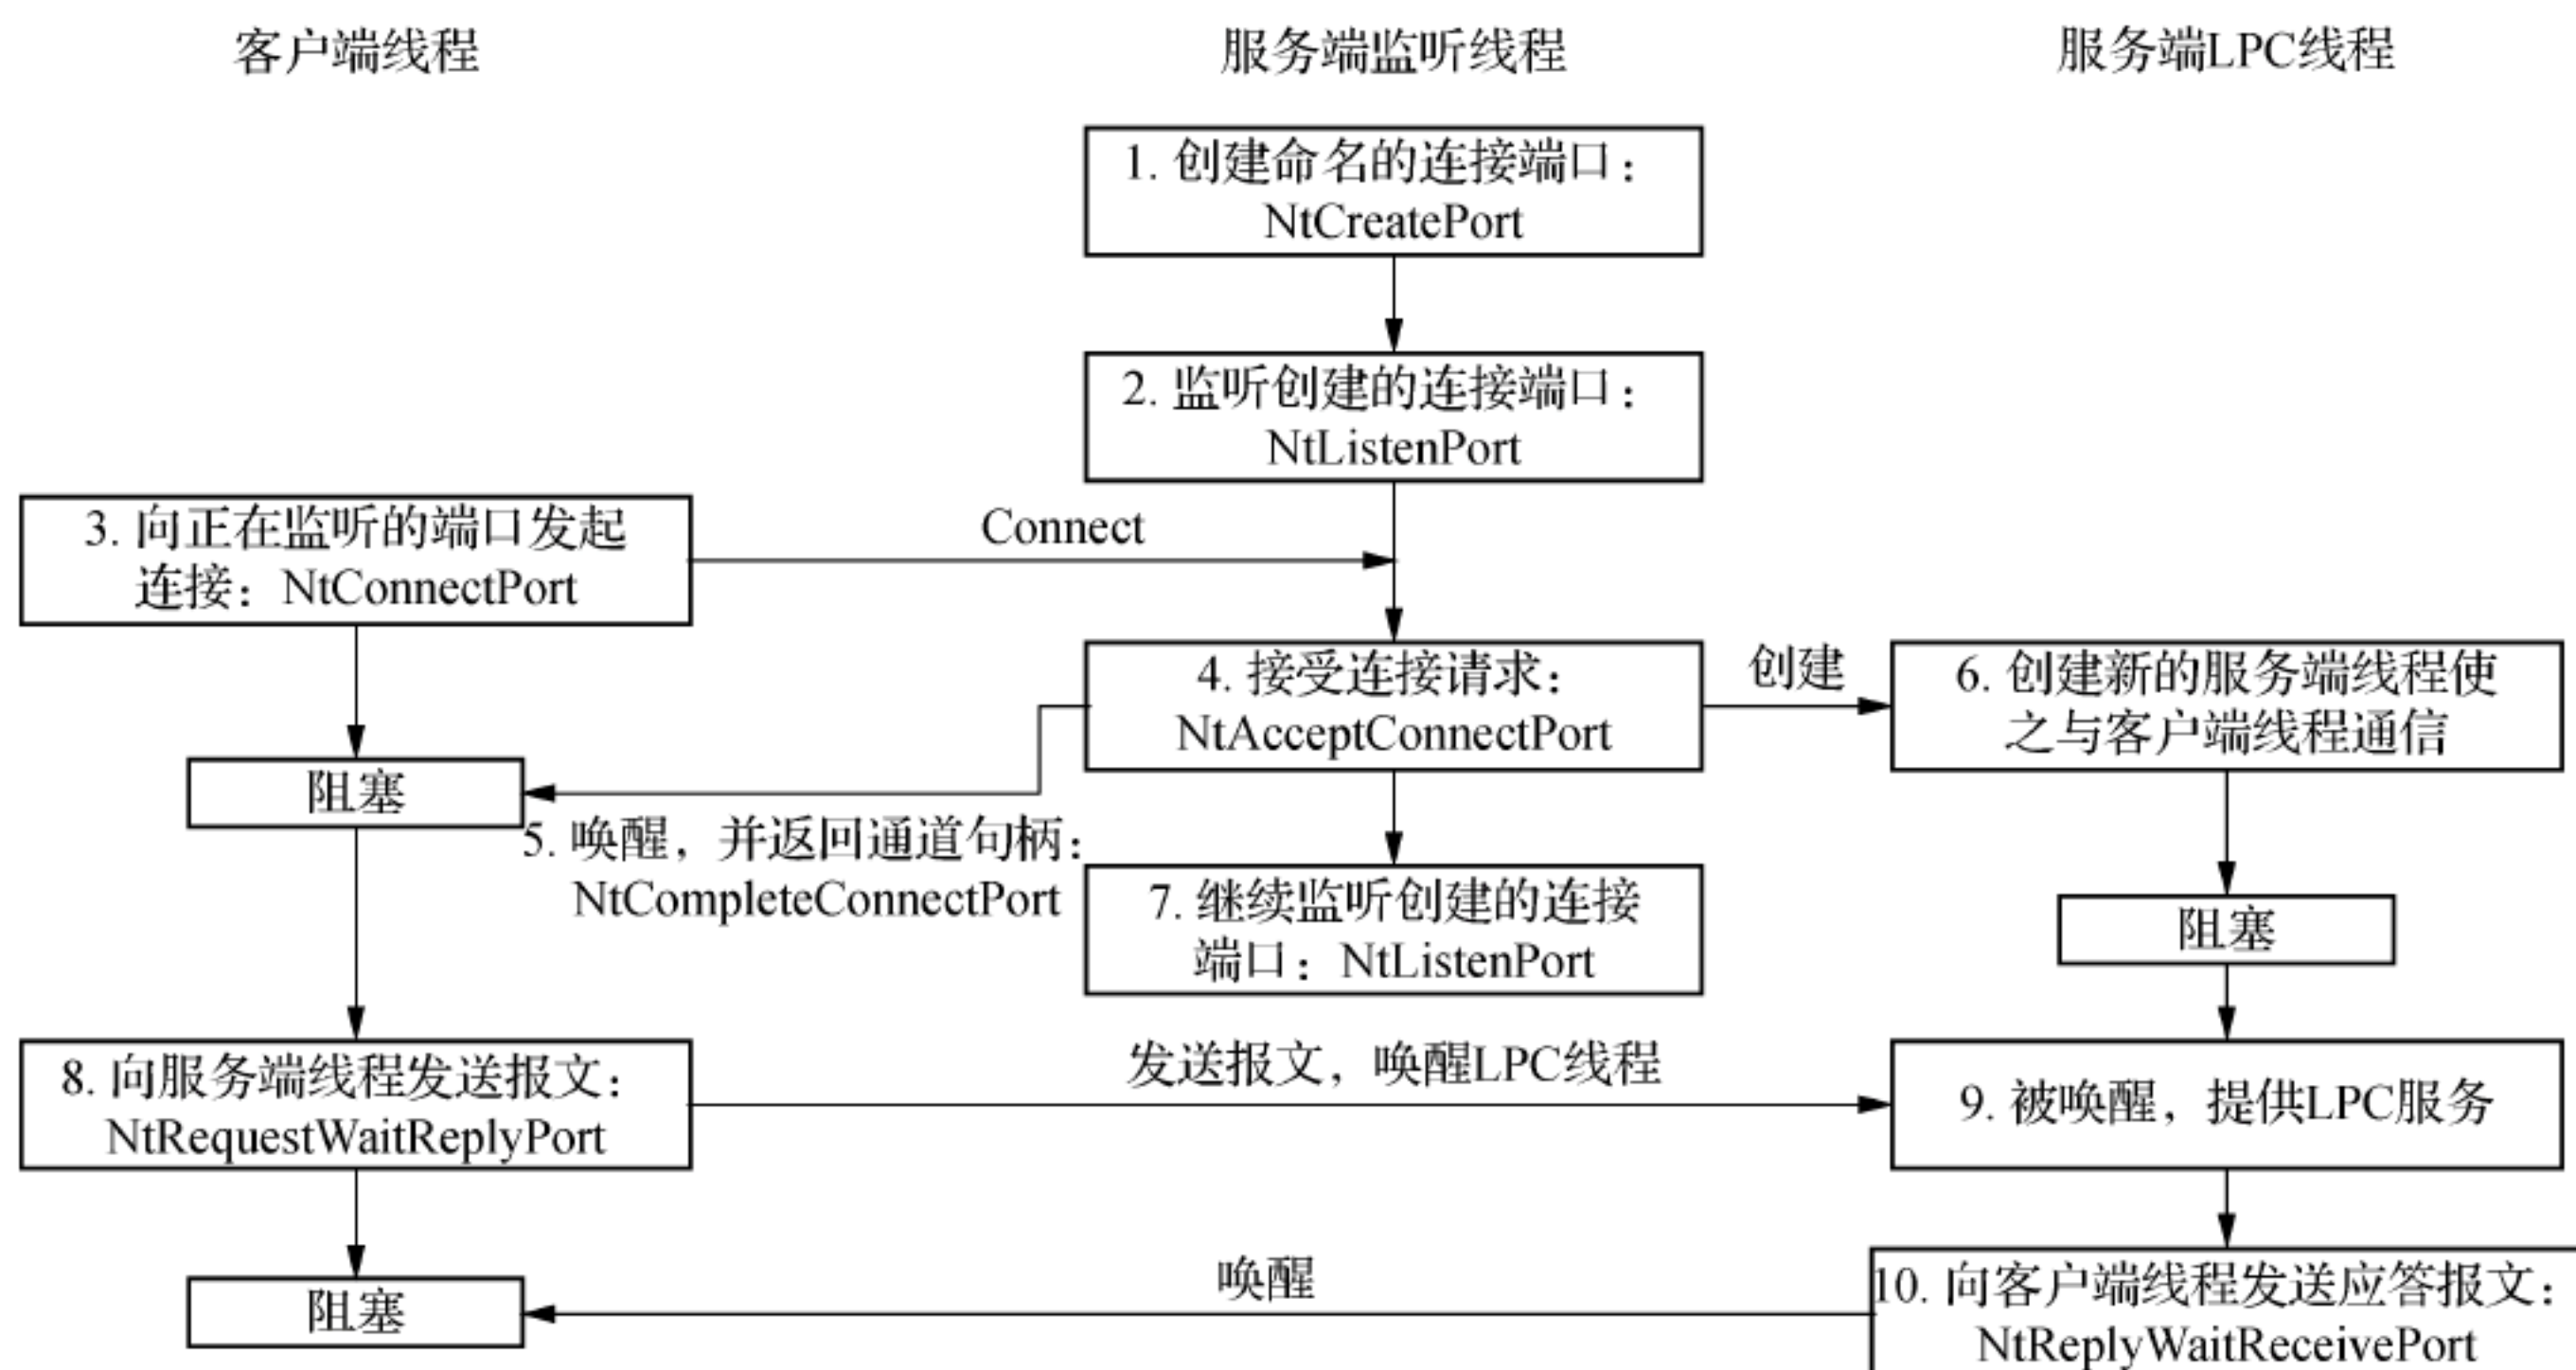 客户端线程
服务端监听线程
服务端LPC线程
1. 创建命名的连接端口：
NtCreatePort
2. 监听创建的连接端口：
NtListenPort
3. 向正在监听的端口发起
连接：NtConnectPort
Connect
4. 接受连接请求：
NtAcceptConnectPort
创建
6. 创建新的服务端线程使
之与客户端线程通信
阻塞
5. 唤醒，并返回通道句柄：
NtCompleteConnectPort
7. 继续监听创建的连接
端口：NtListenPort
阻塞
8. 向服务端线程发送报文：
NtRequestWaitReplyPort
发送报文，唤醒LPC线程
9. 被唤醒，提供LPC服务
阻塞
唤醒
10. 向客户端线程发送应答报文：
NtReplyWaitReceivePort